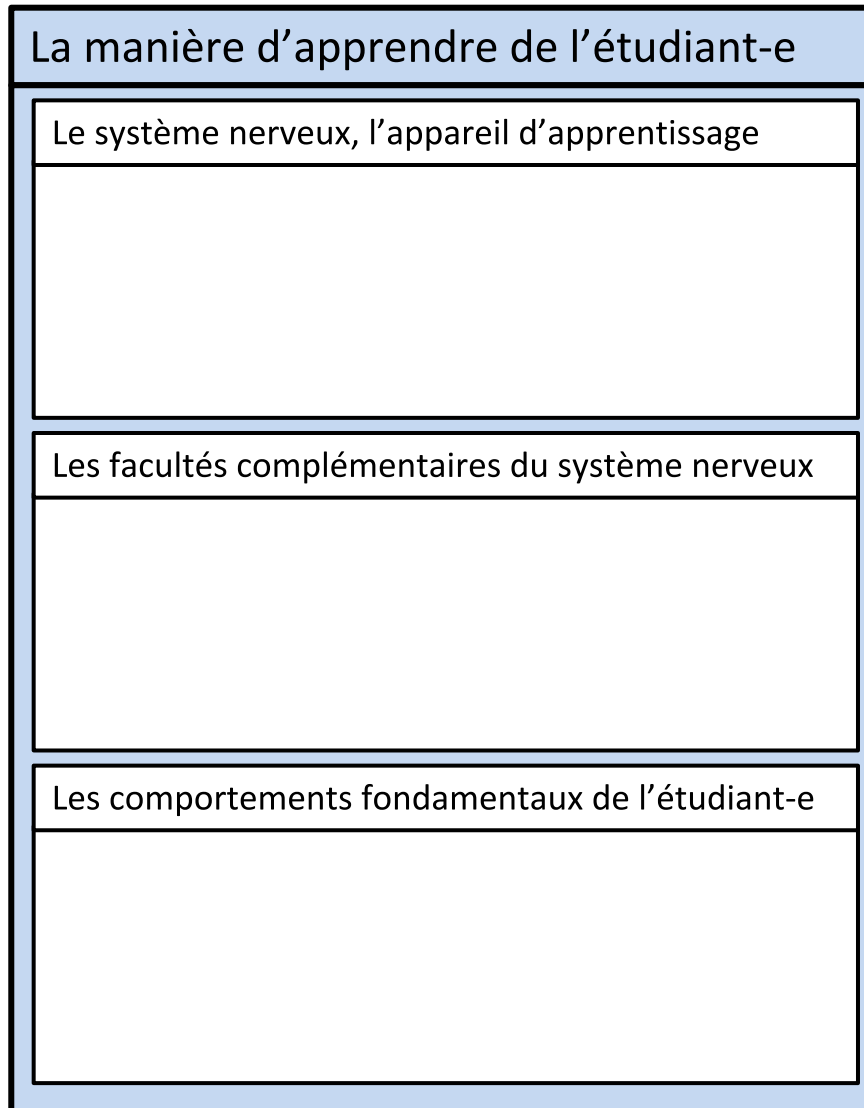 La manière d’apprendre de l’étudiant-e
Le système nerveux, l’appareil d’apprentissage
Les facultés complémentaires du système nerveux
Les comportements fondamentaux de l’étudiant-e